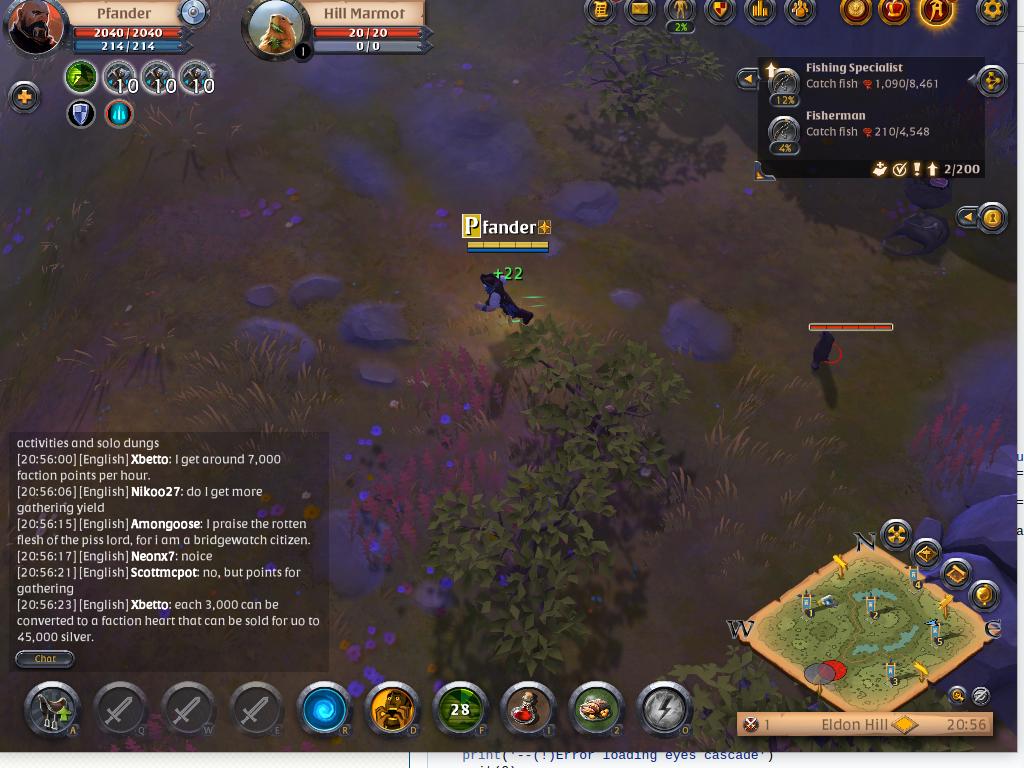 Pfander
2040/2040
214/214
Hill Marmot
20/20
0/0
1
10
10
10
2%
Fishing Specialist
Catch fish 1,090/8,461
12%
Fisherman
Catch fish 210/4,548
4%
2/200
Pfander
+22
activities and solo dungs
[20:56:00] [English] Xbetto: I get around 7,000
faction points per hour.
[20:56:06] [English] Nikoo27: do I get more
gathering yield
[20:56:15] [English] Amongoose: I praise the rotten
flesh of the piss lord, for i am a bridgewatch citizen.
[20:56:17] [English] Neonx7: noice
[20:56:21] [English] Scottmcpot: no, but points for
gathering
[20:56:23] [English] Xbetto: each 3,000 can be
converted to a faction heart that can be sold for uo to
45,000 silver.
Chat
N
W
E
1
2
3
4
5
A
Q
W
E
R
D
28
F
1
2
O
1 Eldon Hill 20:56
print('--(!)Error loading eyes cascade')